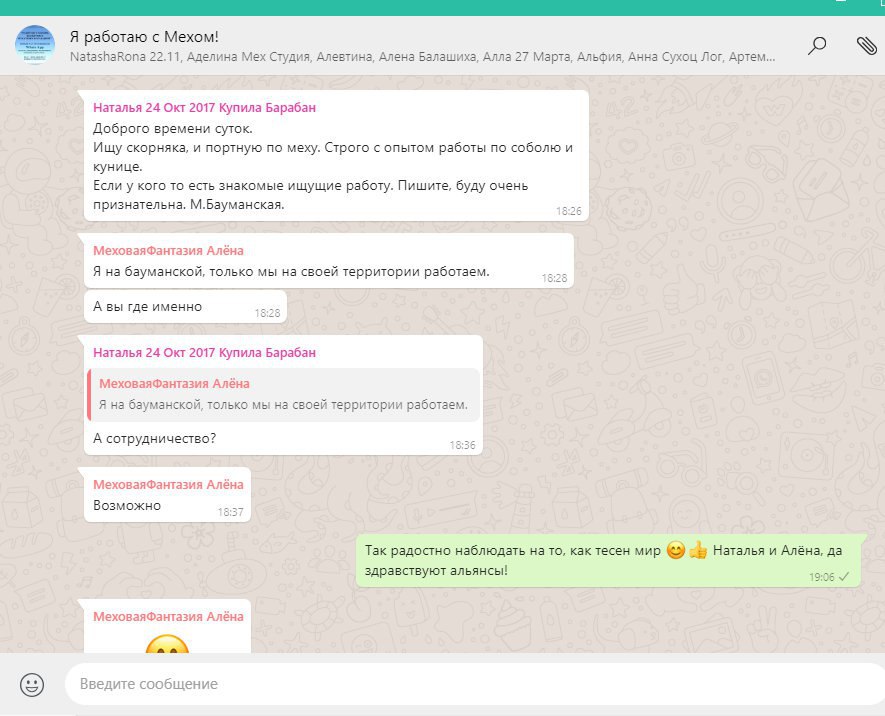 Я работаю с Мехом!
NatashaRona 22.11, Аделина Мех Студия, Алевтина, Алена Балашиха, Алла 27 Марта, Альфия, Анна Сухоц Лог, Артем...
Наталья 24 Окт 2017 Купила Барабан
Доброго времени суток.
Ищу скорняка, и портную по меху. Строго с опытом работы по соболю и
кунице.
Если у кого то есть знакомые ищущие работу. Пишите, буду очень
признательна. М.Бауманская.
18:26
МеховаяФантазия Алёна
Я на бауманской, только мы на своей территории работаем.
18:28
А вы где именно
18:28
Наталья 24 Окт 2017 Купила Барабан
МеховаяФантазия Алёна
Я на бауманской, только мы на своей территории работаем.
А сотрудничество?
18:36
МеховаяФантазия Алёна
Возможно
18:37
Так радостно наблюдать на то, как тесен мир 😊👍 Наталья и Алёна, да
здравствуют альянсы!
19:06
МеховаяФантазия Алёна
Введите сообщение